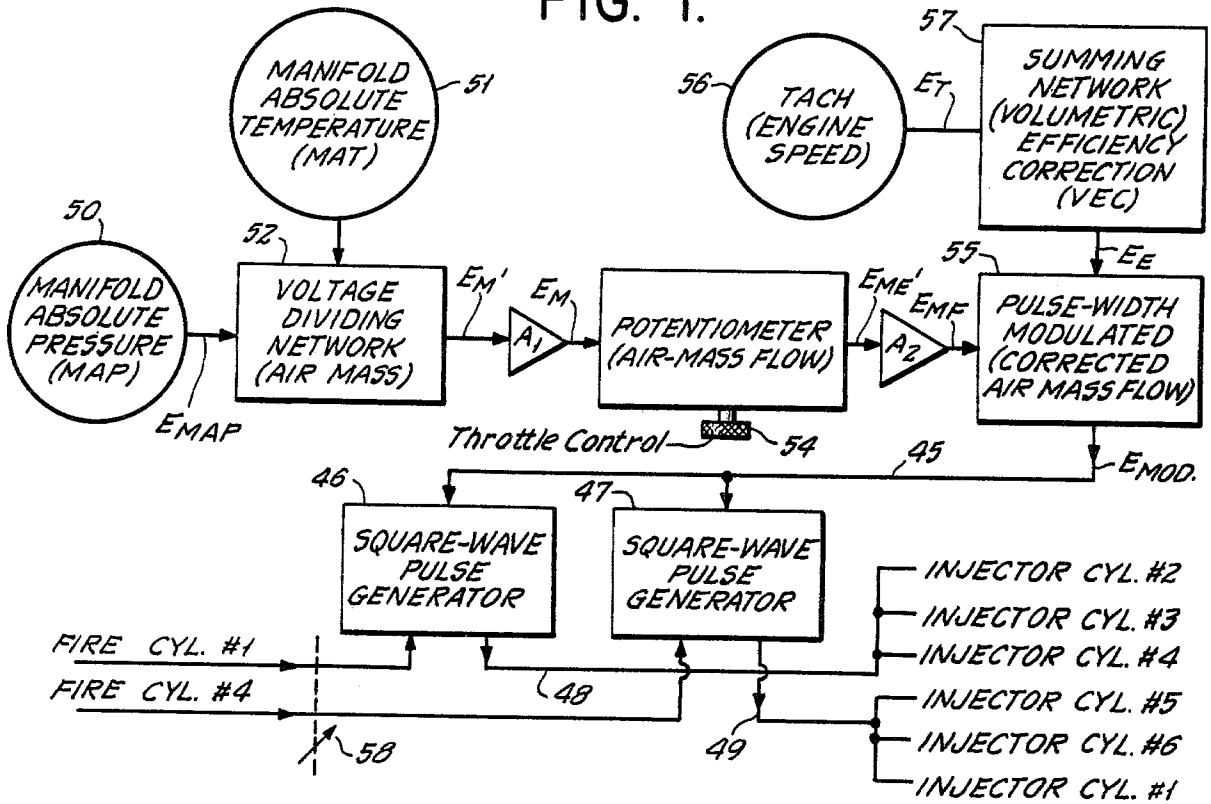 FIG. 1.
MANIFOLD
ABSOLUTE
TEMPERATURE
(MAT)
51
56
TACH
(ENGINE
SPEED)
ET
57
SUMMING
NETWORK
(VOLUMETRIC)
EFFICIENCY
CORRECTION
(VEC)
50
MANIFOLD
ABSOLUTE
PRESSURE
(MAP)
EMAP
52
VOLTAGE
DIVIDING
NETWORK
(AIR MASS)
EM'
A1
EM
POTENTIOMETER
(AIR-MASS FLOW)
EME'
A2
EMF
55
EE
PULSE-WIDTH
MODULATED
(CORRECTED
AIR MASS FLOW)
Throttle Control
54
45
EMOD.
46
SQUARE-WAVE
PULSE
GENERATOR
47
SQUARE-WAVE
PULSE
GENERATOR
FIRE CYL. #1
FIRE CYL. #4
58
48
49
INJECTOR CYL. #2
INJECTOR CYL. #3
INJECTOR CYL. #4
INJECTOR CYL. #5
INJECTOR CYL. #6
INJECTOR CYL. #1